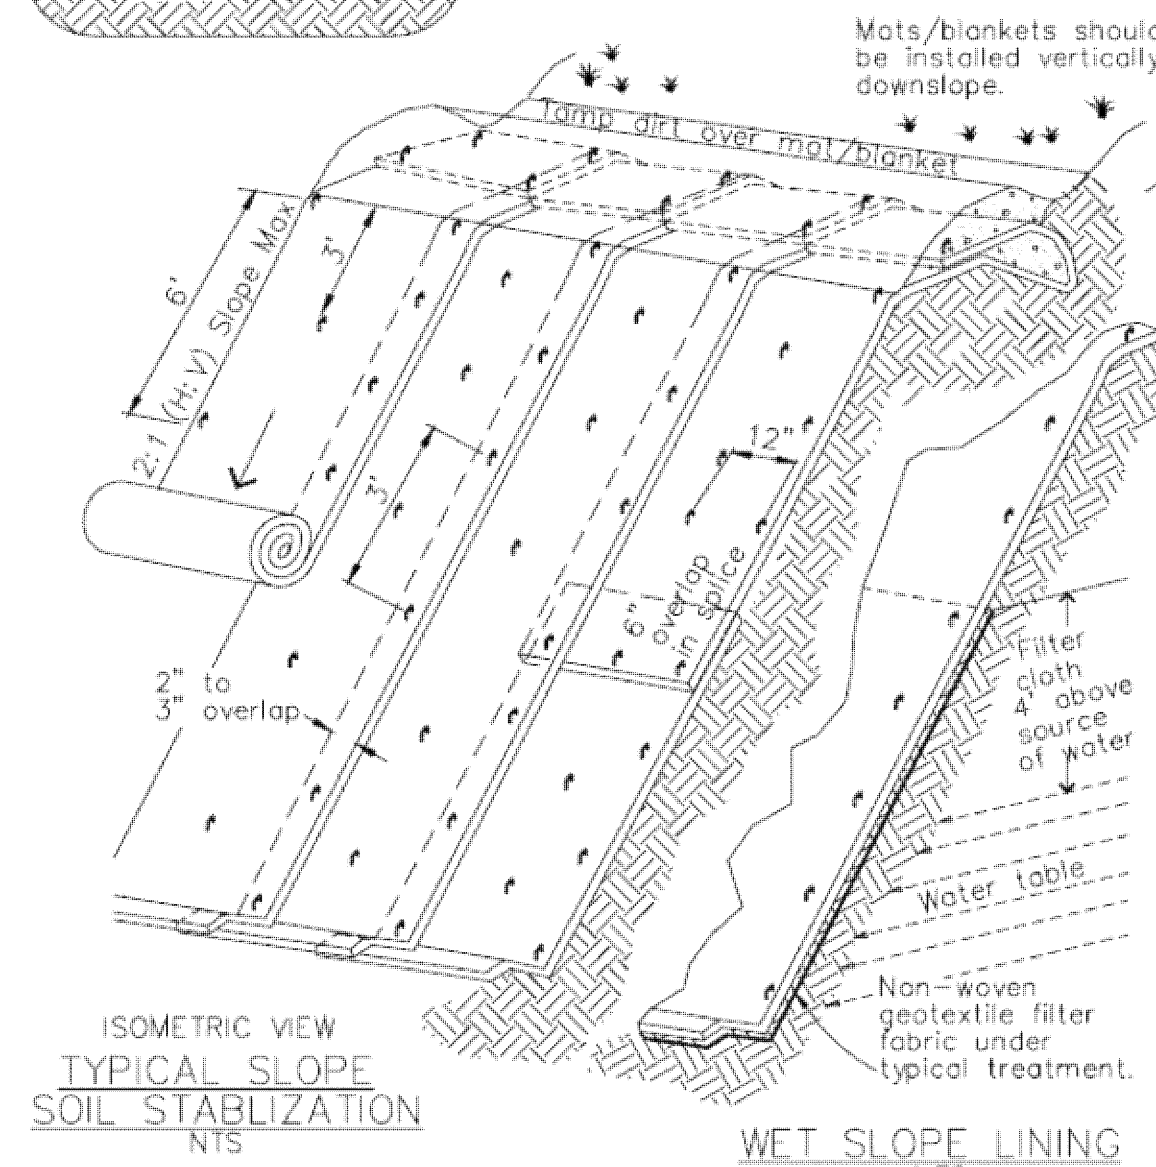 Mats/blankets should
be installed vertically
downslope.
Tamp dirt over mat/blanket
6'
3'
2:1 (H: V) Slope Max
12"
3'
6"
overlap
in splice
2" to
3" overlap
Filter
cloth
4' above
source
of water
Water table
Non-woven
geotextile filter
fabric under
typical treatment.
ISOMETRIC VIEW
TYPICAL SLOPE
SOIL STABLIZATION
NTS
WET SLOPE LINING